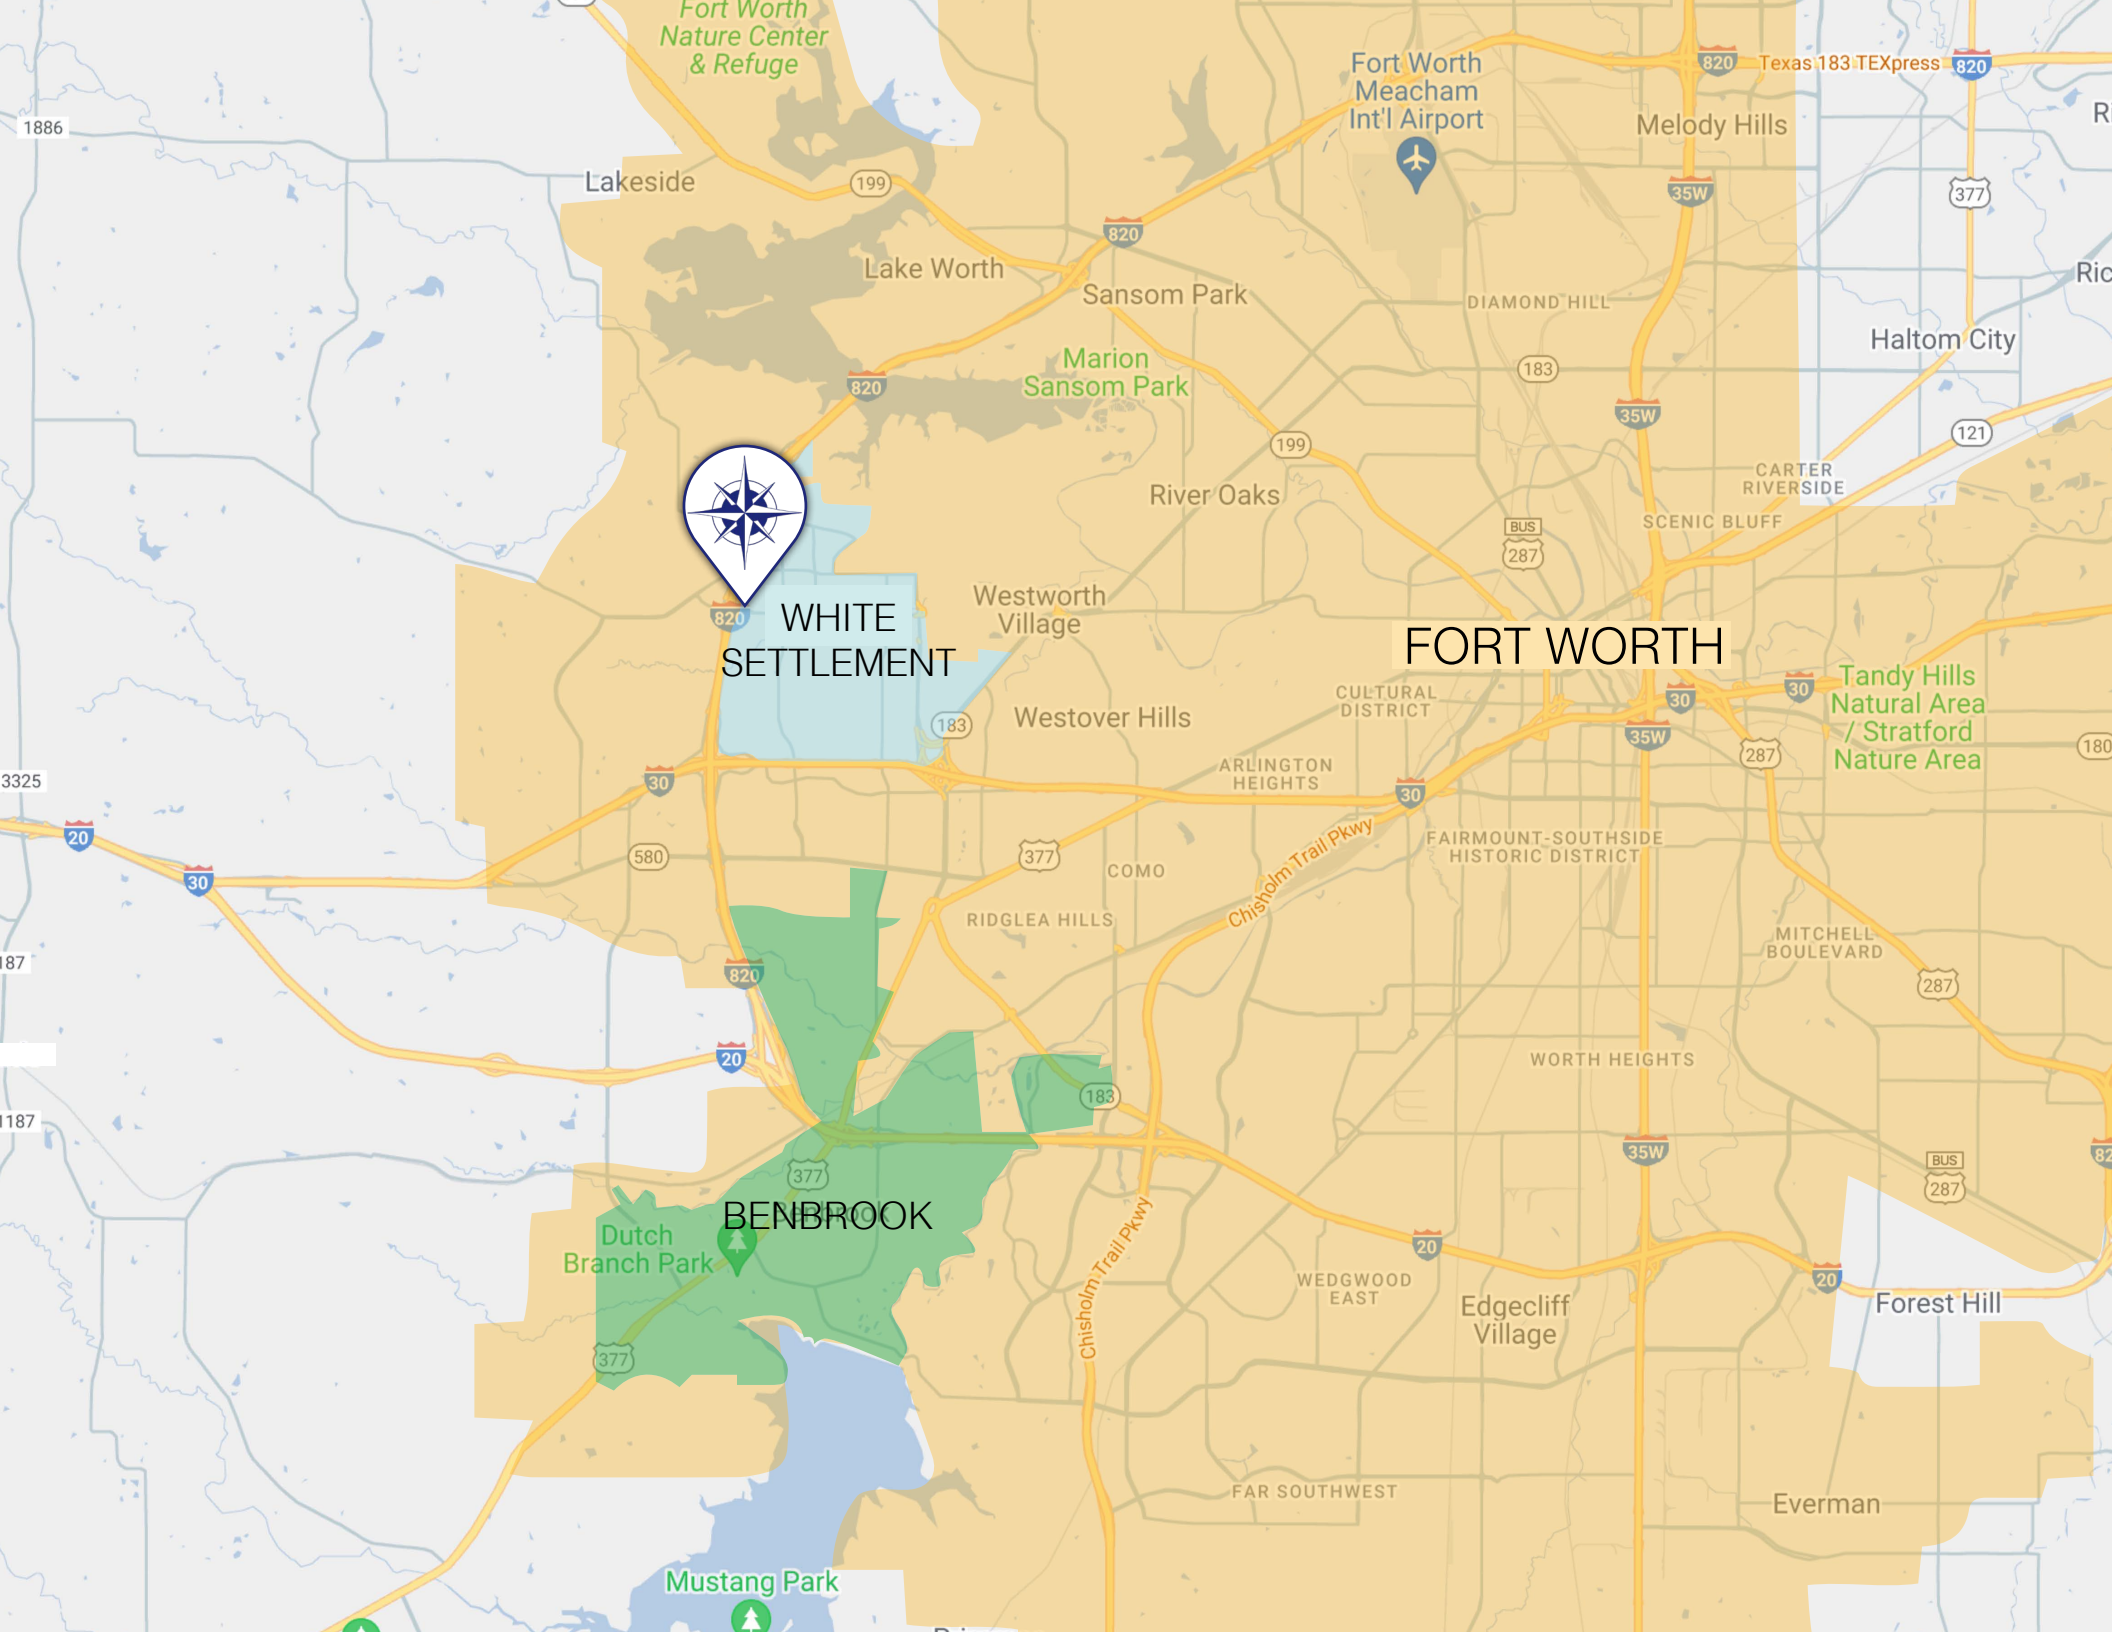 Fort Worth
Nature Center
& Refuge
Fort Worth
Meacham
Int'l Airport
820
Texas 183 TEXpress
820
1886
Melody Hills
Lakeside
199
35W
377
820
Lake Worth
Sansom Park
DIAMOND HILL
Haltom City
Marion
Sansom Park
183
820
35W
121
199
CARTER
RIVERSIDE
River Oaks
SCENIC BLUFF
BUS
287
Westworth
Village
820
WHITE
SETTLEMENT
FORT WORTH
Tandy Hills
Natural Area
/ Stratford
Nature Area
30
30
CULTURAL
DISTRICT
183
Westover Hills
35W
287
180
3325
30
ARLINGTON
HEIGHTS
30
20
Chisholm Trail Pkwy
FAIRMOUNT-SOUTHSIDE
HISTORIC DISTRICT
580
377
COMO
30
RIDGLEA HILLS
MITCHELL
BOULEVARD
187
820
287
20
WORTH HEIGHTS
183
1187
35W
377
BUS
287
BENBROOK
Benbrook
Dutch
Branch Park
Chisholm Trail Pkwy
20
20
WEDGWOOD
EAST
Edgecliff
Village
Forest Hill
377
FAR SOUTHWEST
Everman
Mustang Park